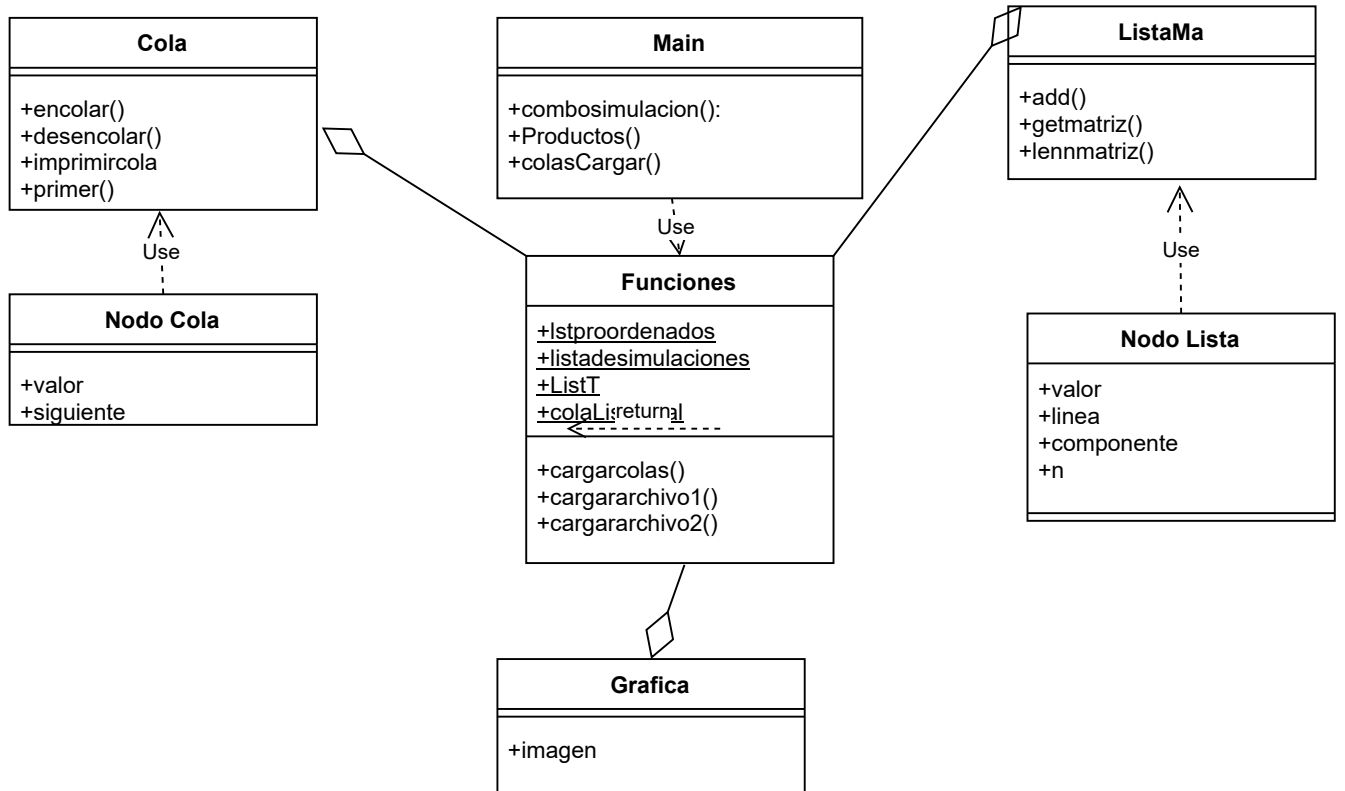 Cola
+encolar()
+desencolar()
+imprimircola
+primer()
Use
Nodo Cola
+valor
+siguiente
Main
+combosimulacion():
+Productos()
+colasCargar()
Use
Funciones
+lstproordenados
+listadesimulaciones
+ListT
return
+cargarcolas()
+cargararchivo1()
+cargararchivo2()
Grafica
+imagen
ListaMa
+add()
+getmatriz()
+lennmatriz()
Use
Nodo Lista
+valor
+linea
+componente
+n